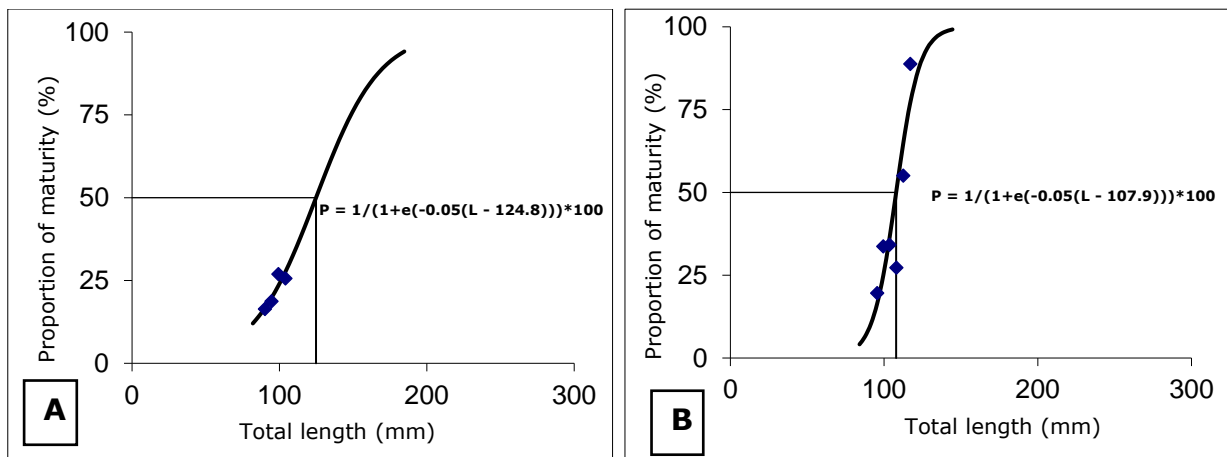 Proportion of maturity (%)
100
75
50
25
0
P = 1/(1+e(-0.05(L - 124.8)))*100
0
100
200
300
Total length (mm)
A
Proportion of maturity (%)
100
75
50
25
0
P = 1/(1+e(-0.05(L - 107.9)))*100
0
100
200
300
Total length (mm)
B